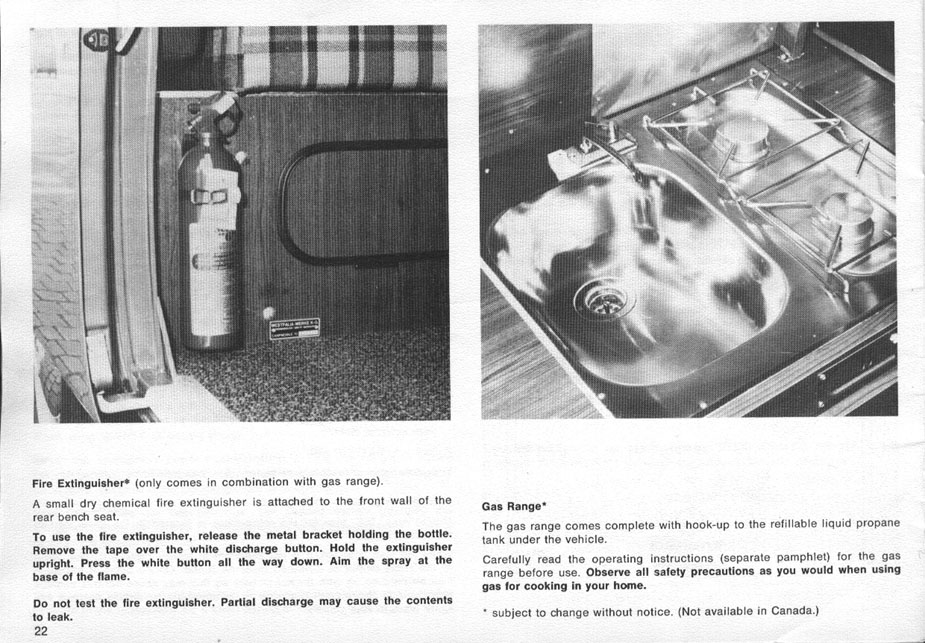 WESTFALIA-WERKE K.G.
Fire Extinguisher* (only comes in combination with gas range).
A small dry chemical fire extinguisher is attached to the front wall of the
rear bench seat.
To use the fire extinguisher, release the metal bracket holding the bottle.
Remove the tape over the white discharge button. Hold the extinguisher
upright. Press the white button all the way down. Aim the spray at the
base of the flame.
Do not test the fire extinguisher. Partial discharge may cause the contents
to leak.
22
Gas Range*
The gas range comes complete with hook-up to the refillable liquid propane
tank under the vehicle.
Carefully read the operating instructions (separate pamphlet) for the gas
range before use. Observe all safety precautions as you would when using
gas for cooking in your home.
* subject to change without notice. (Not available in Canada.)